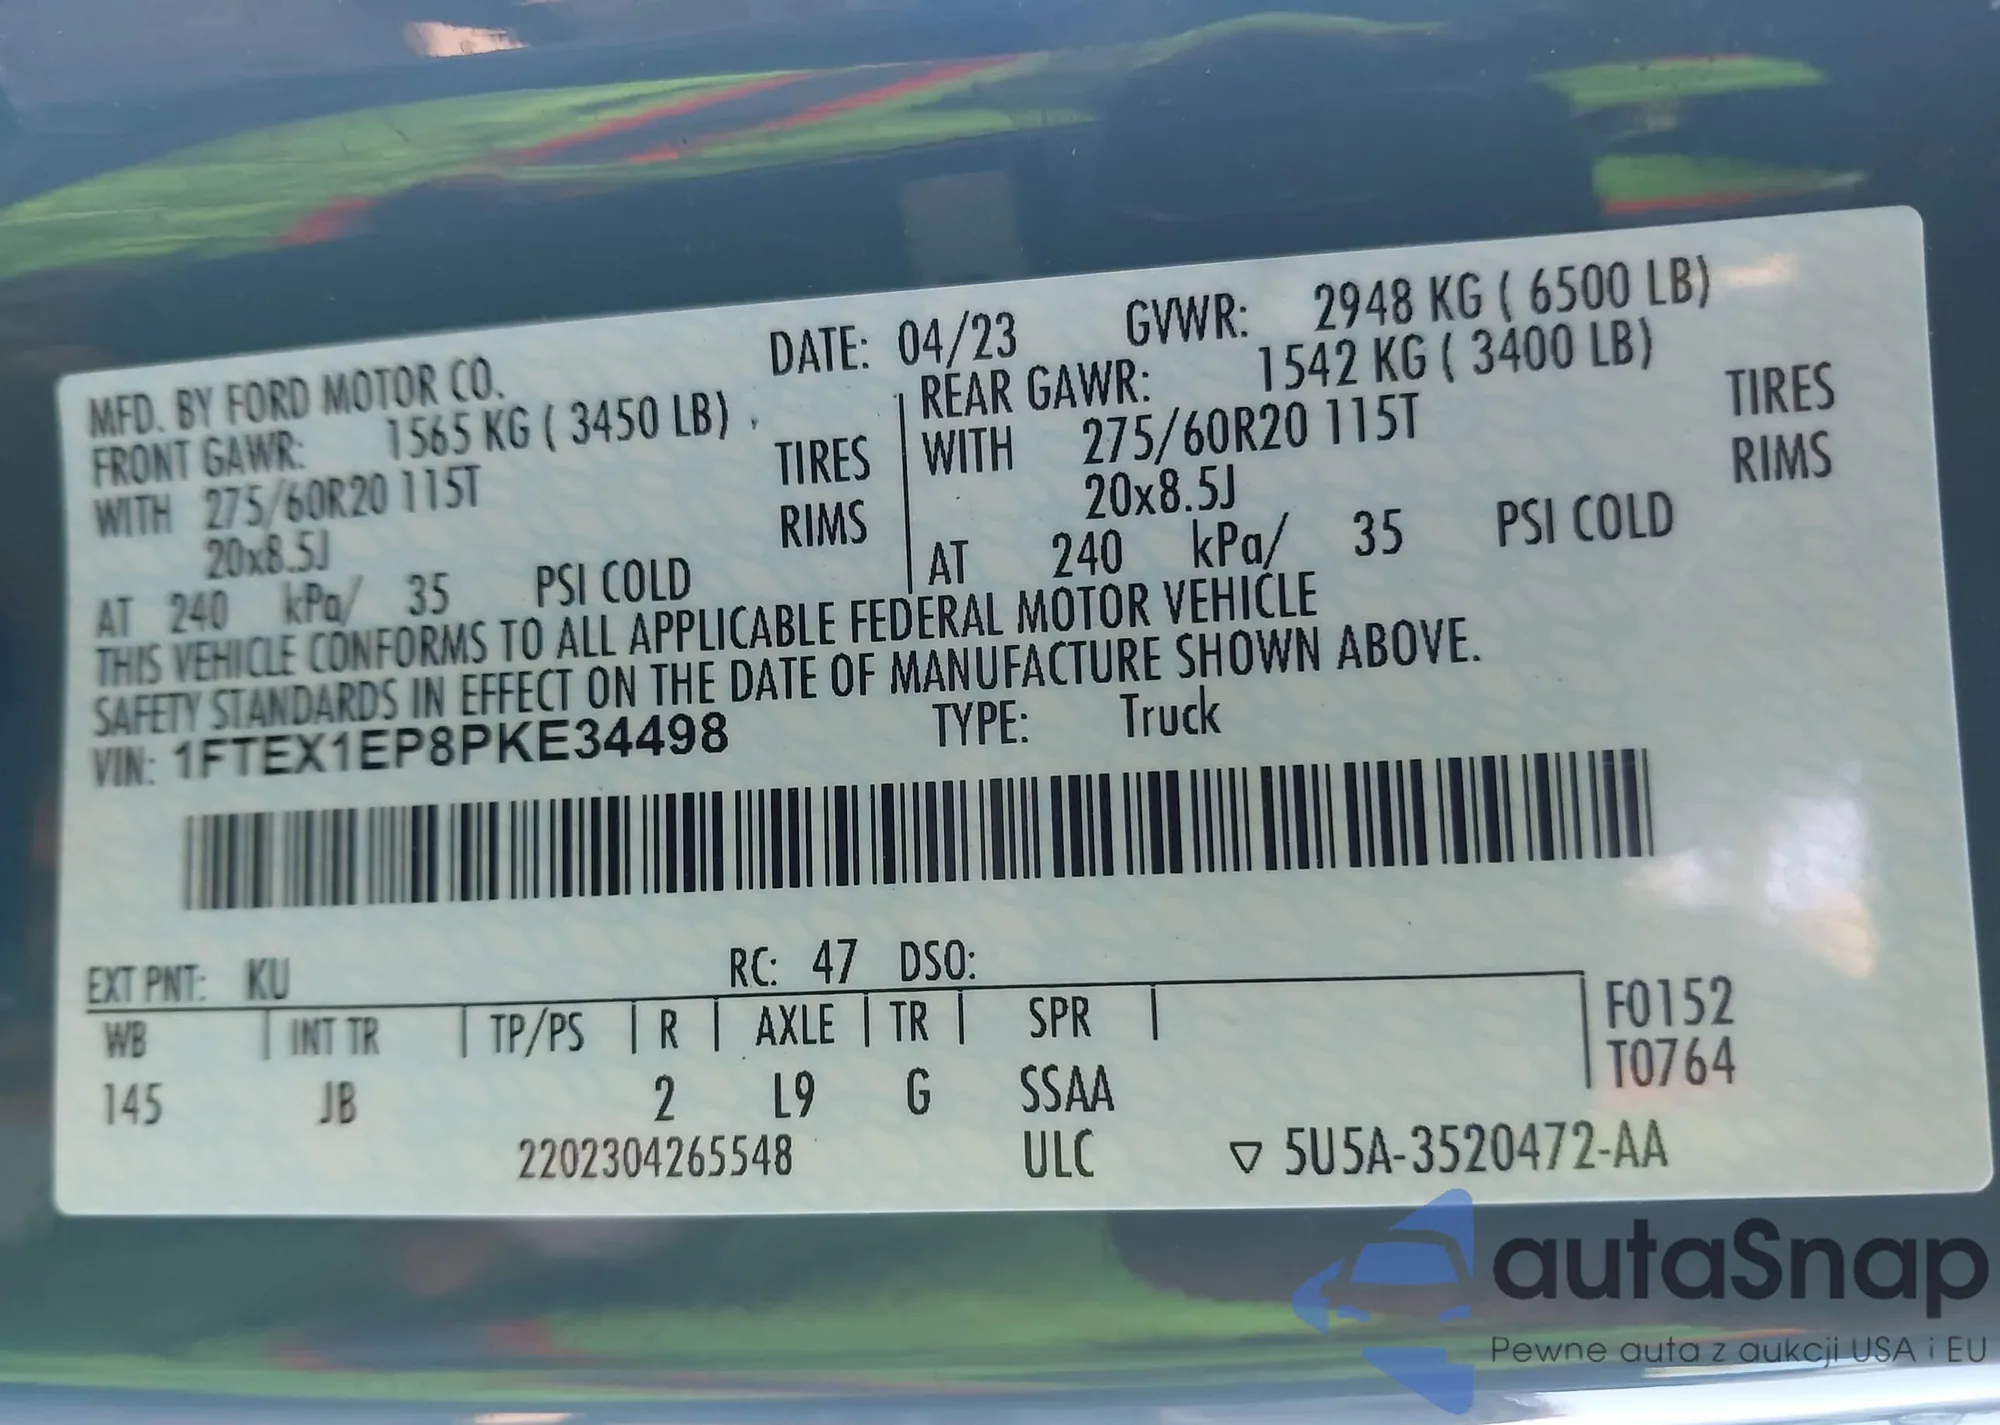 MFD. BY FORD MOTOR CO. DATE: 04/23 GVWR: 2948 KG ( 6500 LB)
FRONT GAWR: 1565 KG ( 3450 LB) REAR GAWR: 1542 KG ( 3400 LB)
WITH 275/60R20 115T TIRES WITH 275/60R20 115T TIRES
20x8.5J RIMS 20x8.5J RIMS
AT 240 kPa/ 35 PSI COLD AT 240 kPa/ 35 PSI COLD
THIS VEHICLE CONFORMS TO ALL APPLICABLE FEDERAL MOTOR VEHICLE
SAFETY STANDARDS IN EFFECT ON THE DATE OF MANUFACTURE SHOWN ABOVE.
VIN: 1FTEX1EP8PKE34498 TYPE: Truck
EXT PNT: KU RC: 47 DSO:
WB INT TR TP/PS R AXLE TR SPR F0152
145 JB 2 L9 G SSAA T0764
2202304265548 ULC ▽ 5U5A-3520472-AA
autaSnap
Pewne auta z aukcji USA i EU